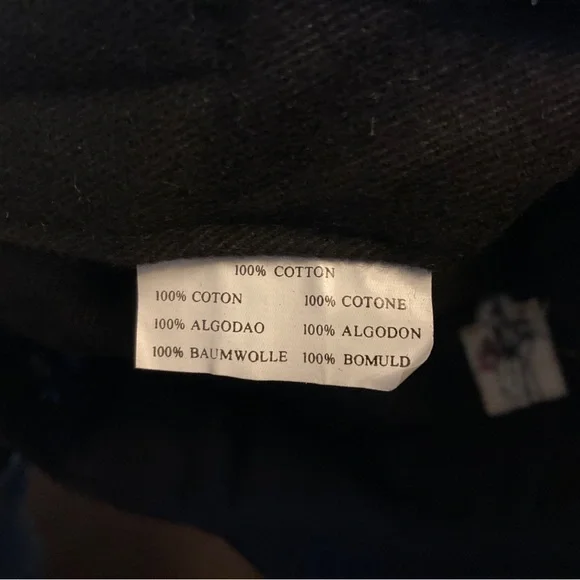 100% COTTON
100% COTON 100% COTONE
100% ALGODAO 100% ALGODON
100% BAUMWOLLE 100% BOMULD